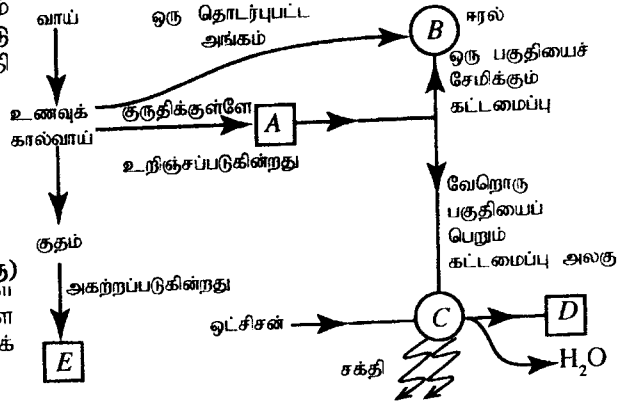 வாய்
ஒரு தொடர்புபட்ட
அங்கம்
B
ஈரல்
ஒரு பகுதியைச்
சேமிக்கும்
கட்டமைப்பு
உணவுக்
கால்வாய்
குருதிக்குள்ளே
A
உறிஞ்சப்படுகின்றது
வேறொரு
பகுதியைப்
பெறும்
கட்டமைப்பு அலகு
குதம்
அகற்றப்படுகின்றது
E
ஒட்சிசன்
C
D
சக்தி
H₂O